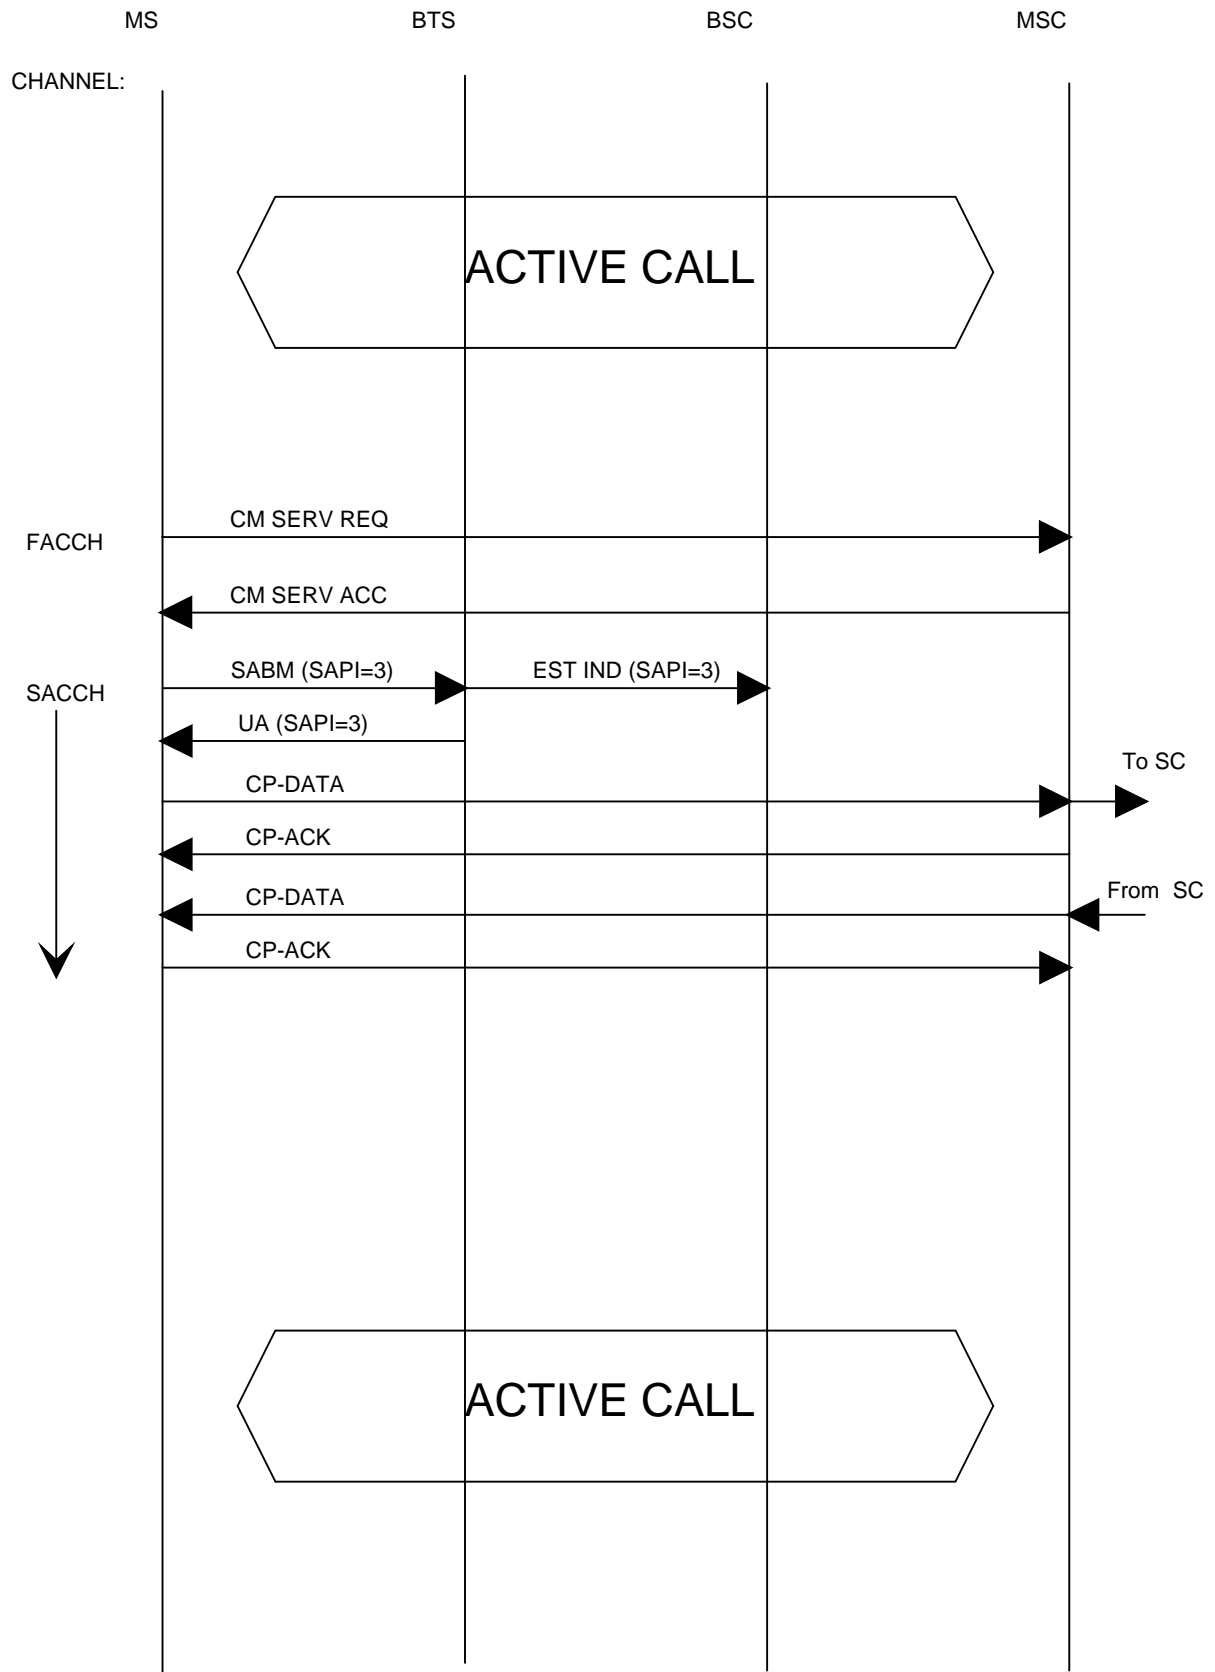 MS BTS BSC MSC
CHANNEL:
ACTIVE CALL
CM SERV REQ
FACCH
CM SERV ACC
SABM (SAPI=3) EST IND (SAPI=3)
SACCH
UA (SAPI=3)
To SC
CP-DATA
CP-ACK
From SC
CP-DATA
CP-ACK
ACTIVE CALL